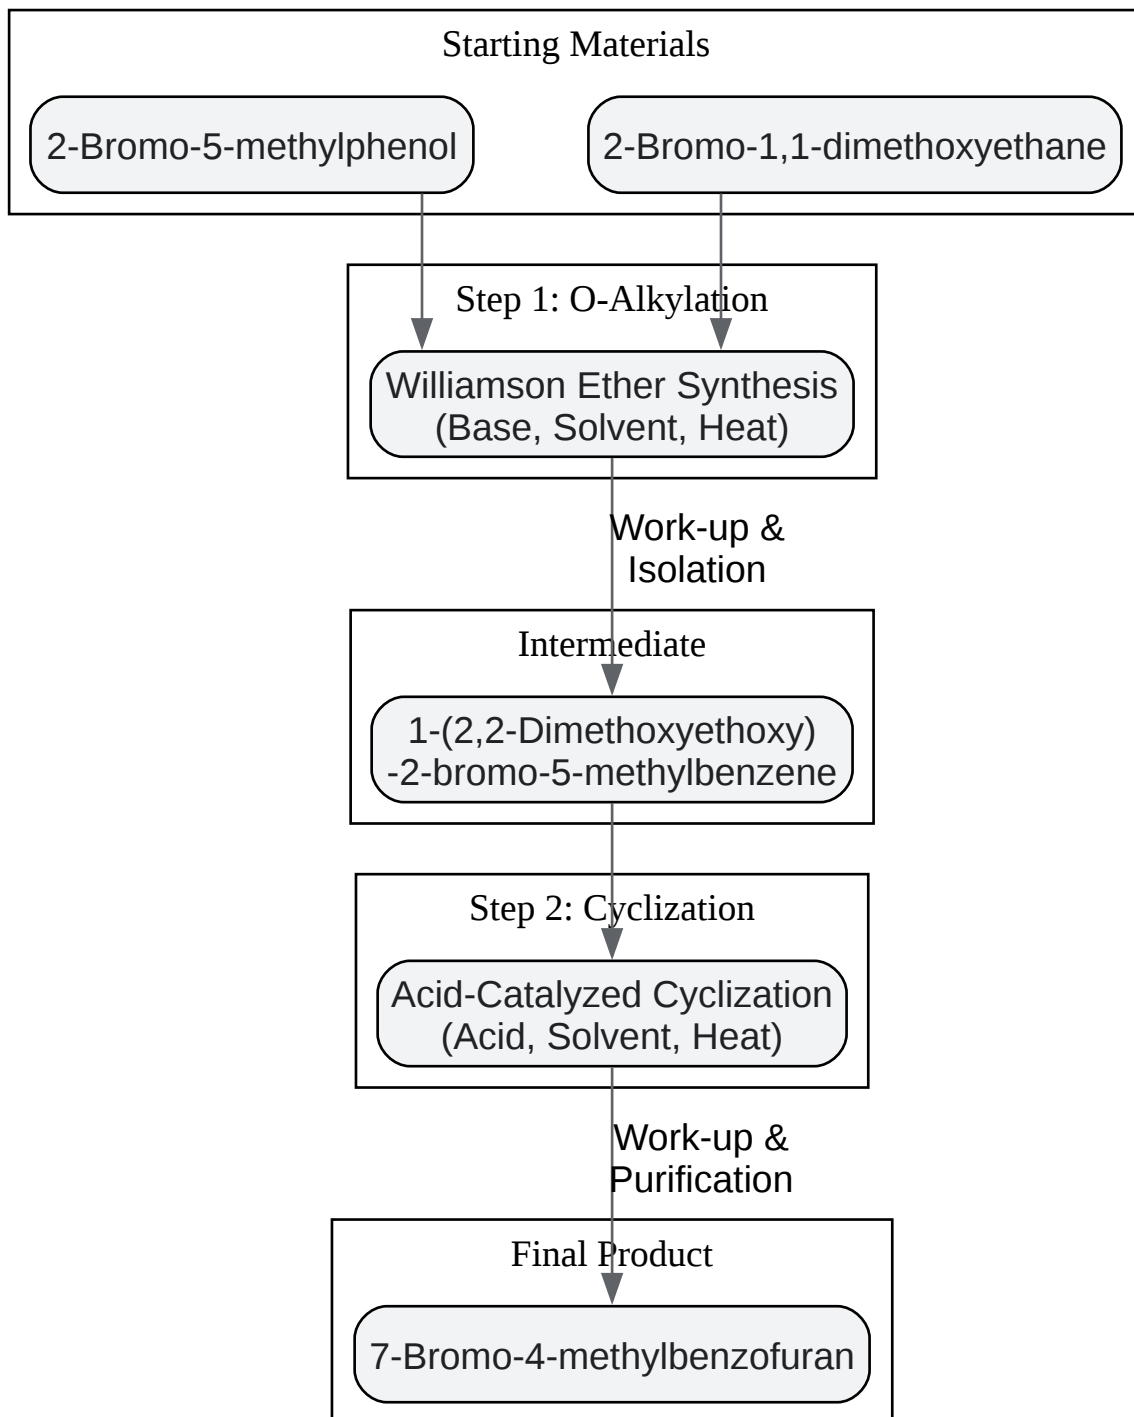 Starting Materials
2-Bromo-5-methylphenol
2-Bromo-1,1-dimethoxyethane
Step 1: O-Alkylation
Williamson Ether Synthesis
(Base, Solvent, Heat)
Work-up &
Isolation
Intermediate
1-(2,2-Dimethoxyethoxy)
-2-bromo-5-methylbenzene
Step 2: Cyclization
Acid-Catalyzed Cyclization
(Acid, Solvent, Heat)
Work-up &
Purification
Final Product
7-Bromo-4-methylbenzofuran